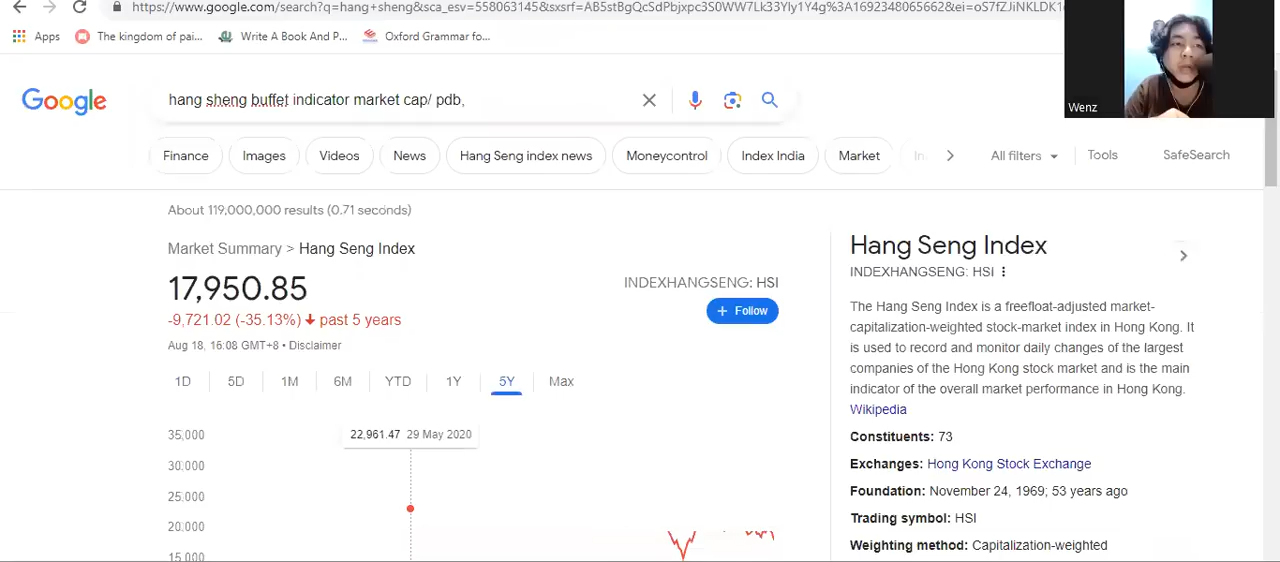 https://www.google.com/search?q=hang+sheng&sca_esv=558063145&sxsrf=AB5stBgQcSdPbjxpc3S0WW7Lk33Yly1Y4g%3A1692348065662&ei=oS7fZJiNKLDK1
Apps The kingdom of pai... Write A Book And P... Oxford Grammar fo...
Wenz
Google hang sheng buffet indicator market cap/ pdb,
Finance Images Videos News Hang Seng index news Moneycontrol Index India Market All filters Tools SafeSearch
About 119,000,000 results (0.71 seconds)
Market Summary > Hang Seng Index
17,950.85
INDEXHANGSENG: HSI
-9,721.02 (-35.13%) past 5 years
+ Follow
Aug 18, 16:08 GMT+8 • Disclaimer
1D 5D 1M 6M YTD 1Y 5Y Max
35,000
22,961.47 29 May 2020
30,000
25,000
20,000
15,000
Hang Seng Index
INDEXHANGSENG: HSI
The Hang Seng Index is a freefloat-adjusted market-
capitalization-weighted stock-market index in Hong Kong. It
is used to record and monitor daily changes of the largest
companies of the Hong Kong stock market and is the main
indicator of the overall market performance in Hong Kong.
Wikipedia
Constituents: 73
Exchanges: Hong Kong Stock Exchange
Foundation: November 24, 1969; 53 years ago
Trading symbol: HSI
Weighting method: Capitalization-weighted